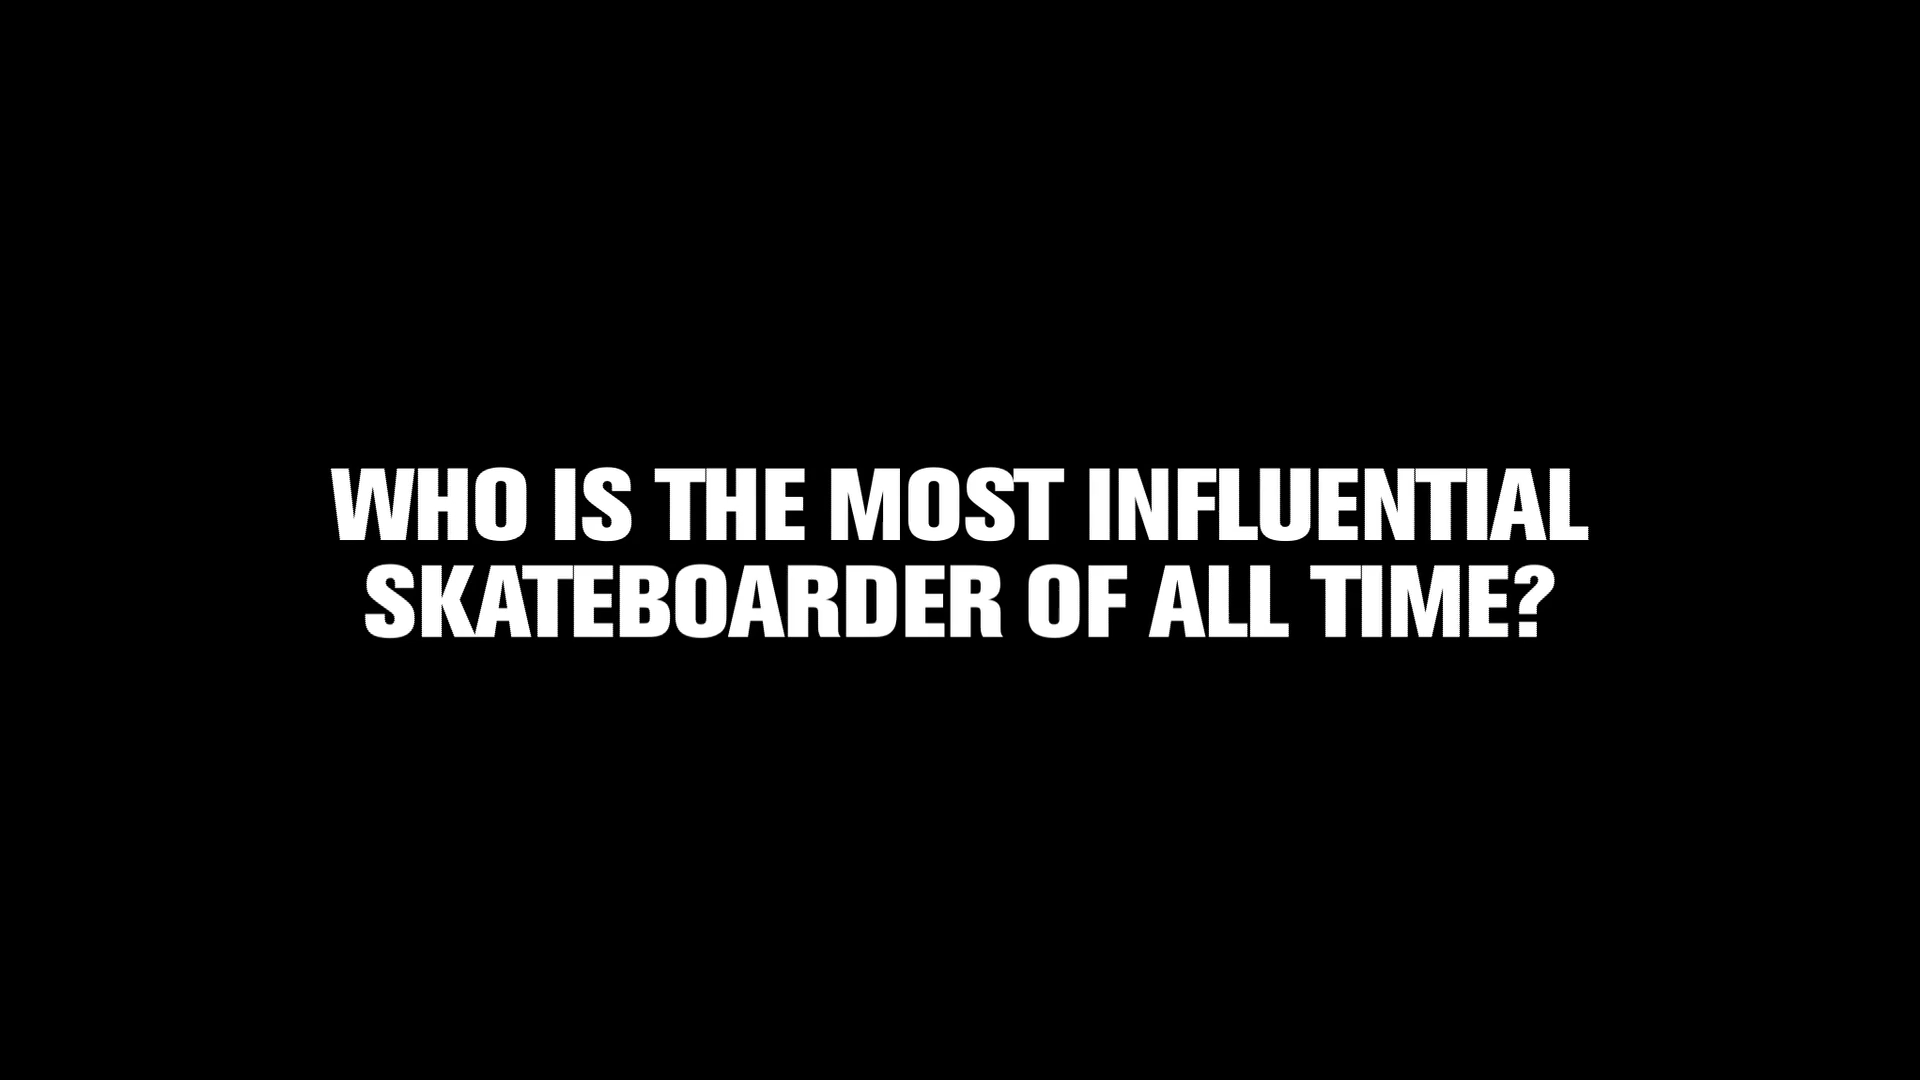 WHO IS THE MOST INFLUENTIAL
SKATEBOARDER OF ALL TIME?